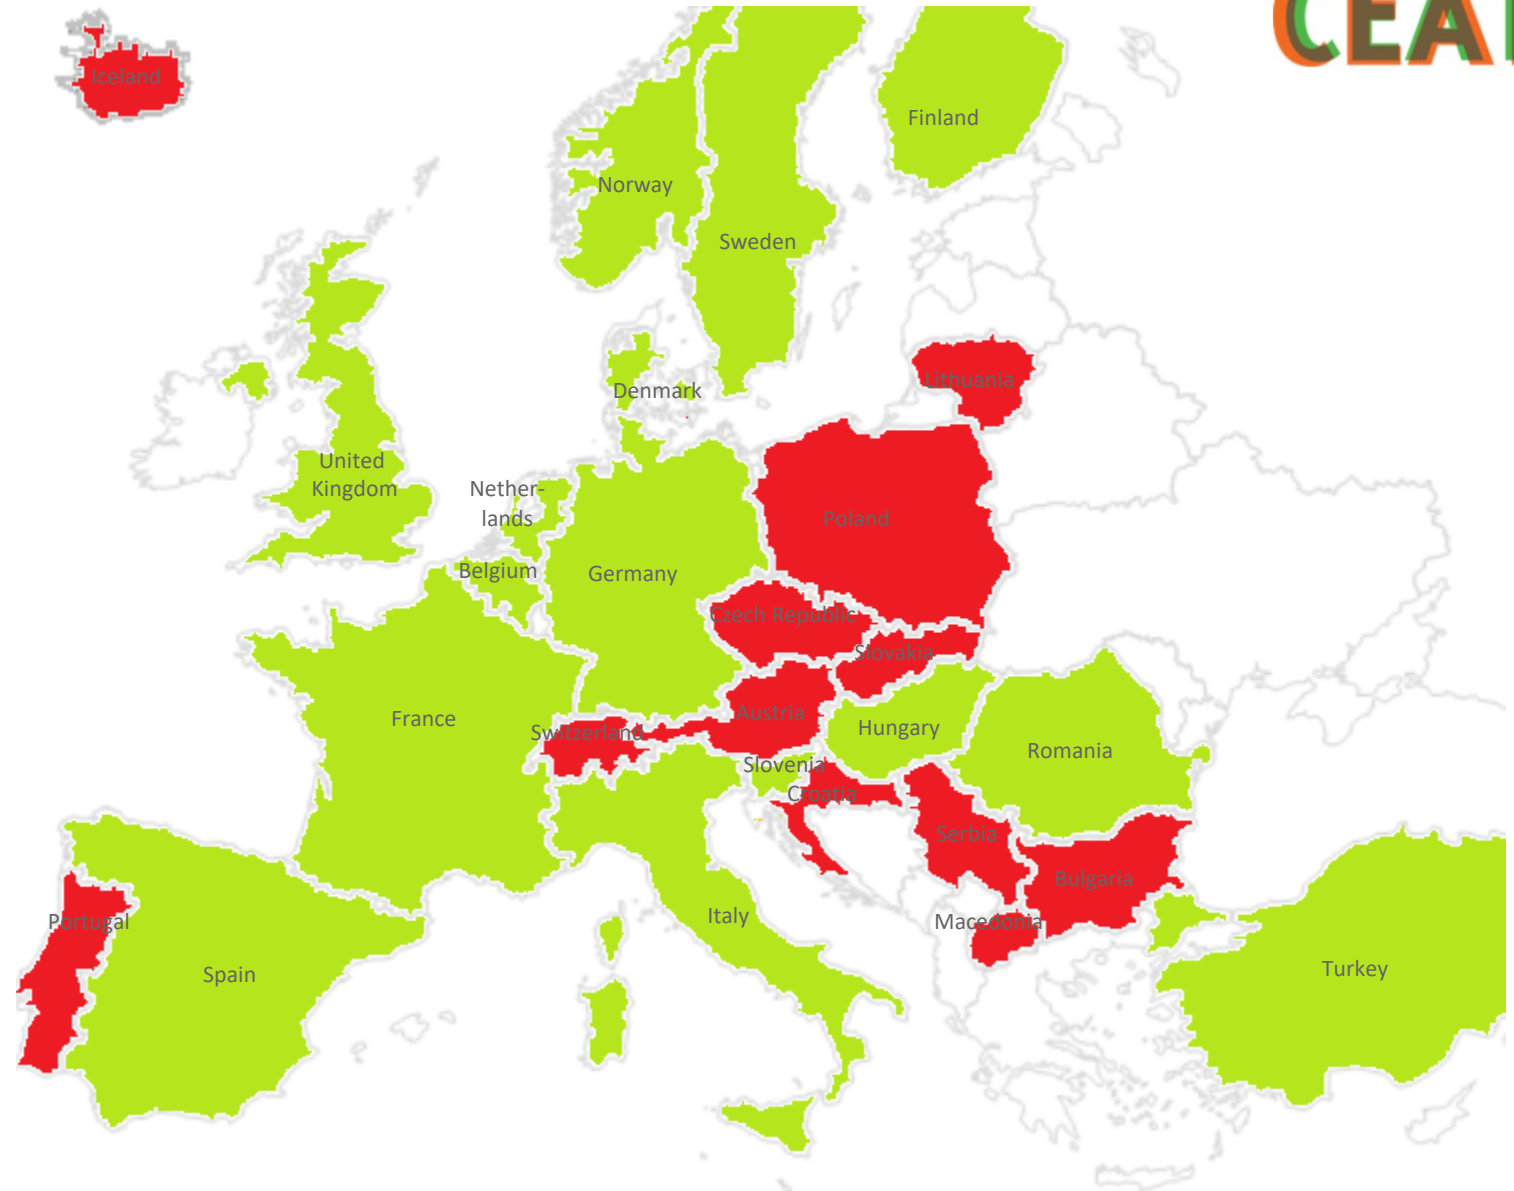 CEA
Iceland
Finland
Norway
Sweden
Denmark
Lithuania
United
Kingdom
Nether-
lands
Poland
Belgium
Germany
Czech Republic
Slovakia
France
Austria
Switzerland
Hungary
Romania
Slovenia
Croatia
Serbia
Bulgaria
Portugal
Italy
Macedonia
Spain
Turkey